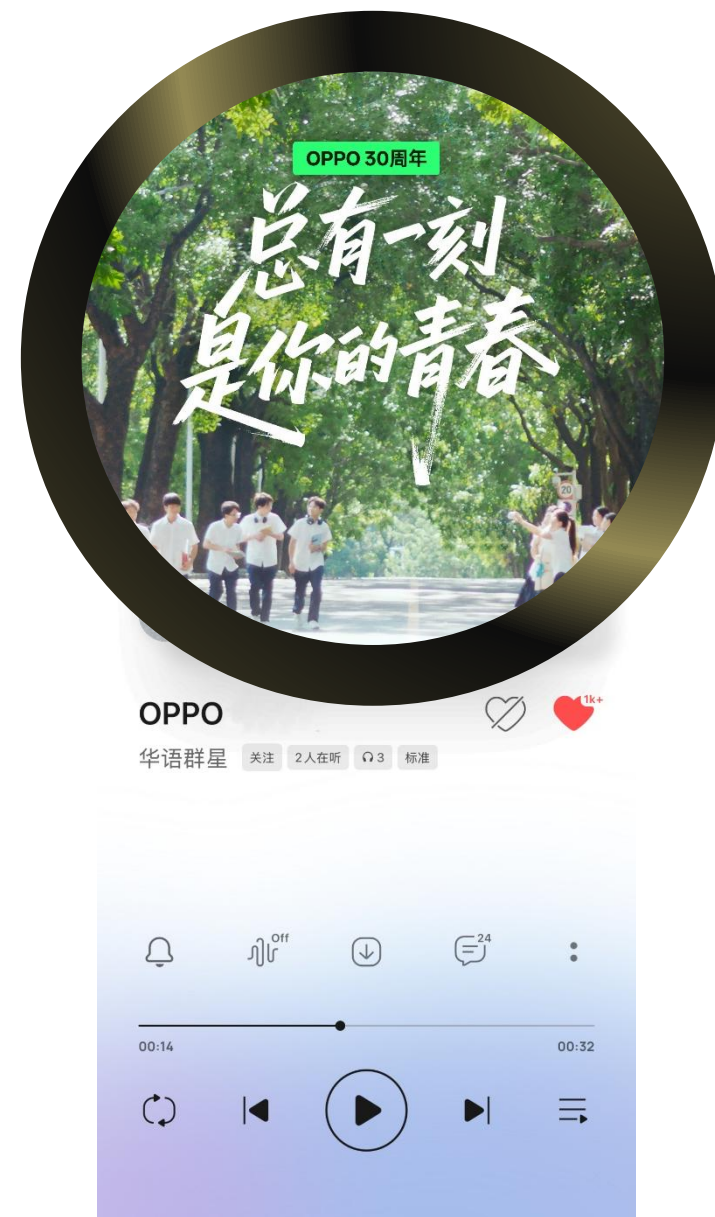 OPPO 30周年
总有一刻
是你的青春
20
OPPO
1k+
华语群星 关注 2人在听 3 标准
Off
24
00:14 00:32